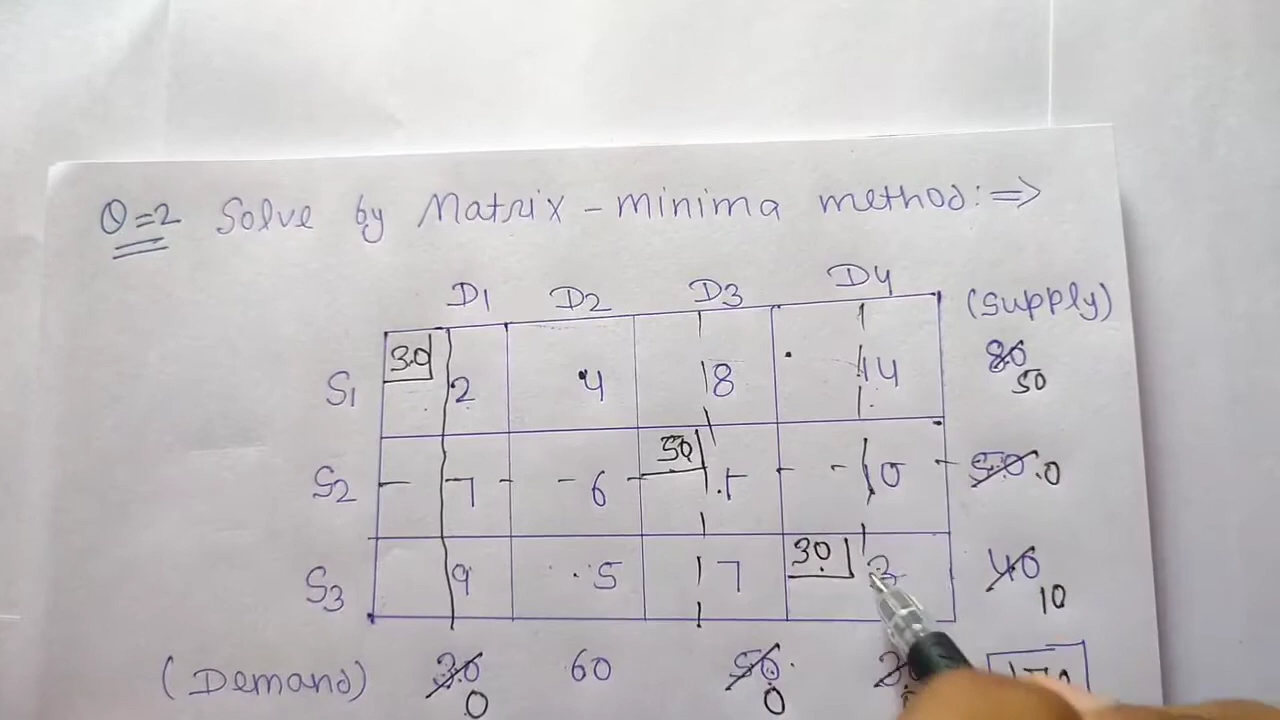 Q=2 Solve by Matrix-minima method:⇒
D1 D2 D3 D4 (Supply)
S1 30 2 4 18 14 80 50
S2 7 6 50 1 10 50 0
S3 9 5 7 30 3 40 10
(Demand) 30 0 60 50 0